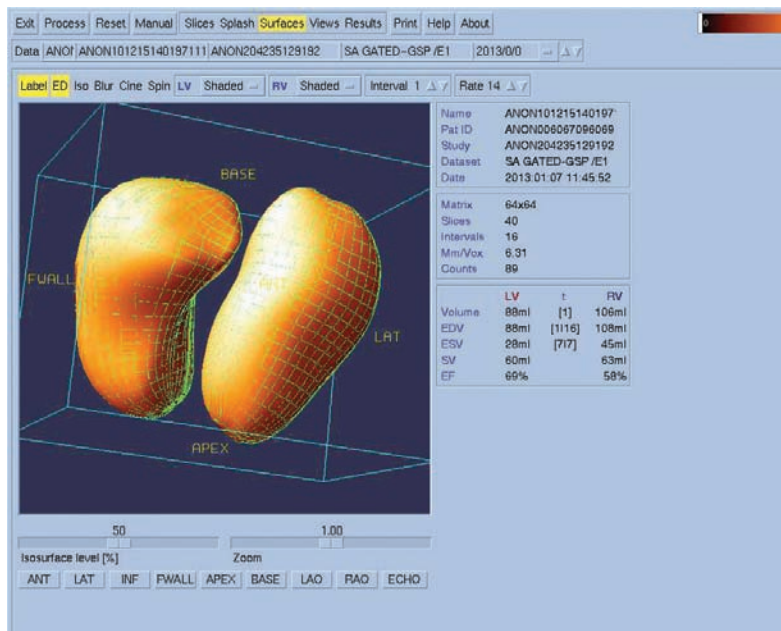 Exit Process Reset Manual Slices Splash Surfaces Views Results Print Help About
0
Data ANON ANON101215140197111 ANON204235129192 SA GATED-GSP /E1 2013/0/0
Label ED Iso Blur Cine Spin LV Shaded RV Shaded Interval 1 Rate 14
BASE
FWALL
ANT
LAT
APEX
Name ANON101215140197
Pat ID ANON006067096069
Study ANON204235129192
Dataset SA GATED-GSP /E1
Date 2013:01:07 11:45:52
Matrix 64x64
Slices 40
Intervals 16
Mm/Vox 6.31
Counts 89
LV t RV
Volume 88ml [1] 106ml
EDV 88ml [1|16] 108ml
ESV 28ml [7|7] 45ml
SV 60ml 63ml
EF 69% 58%
50 1.00
Isosurface level [%] Zoom
ANT LAT INF FWALL APEX BASE LAO RAO ECHO